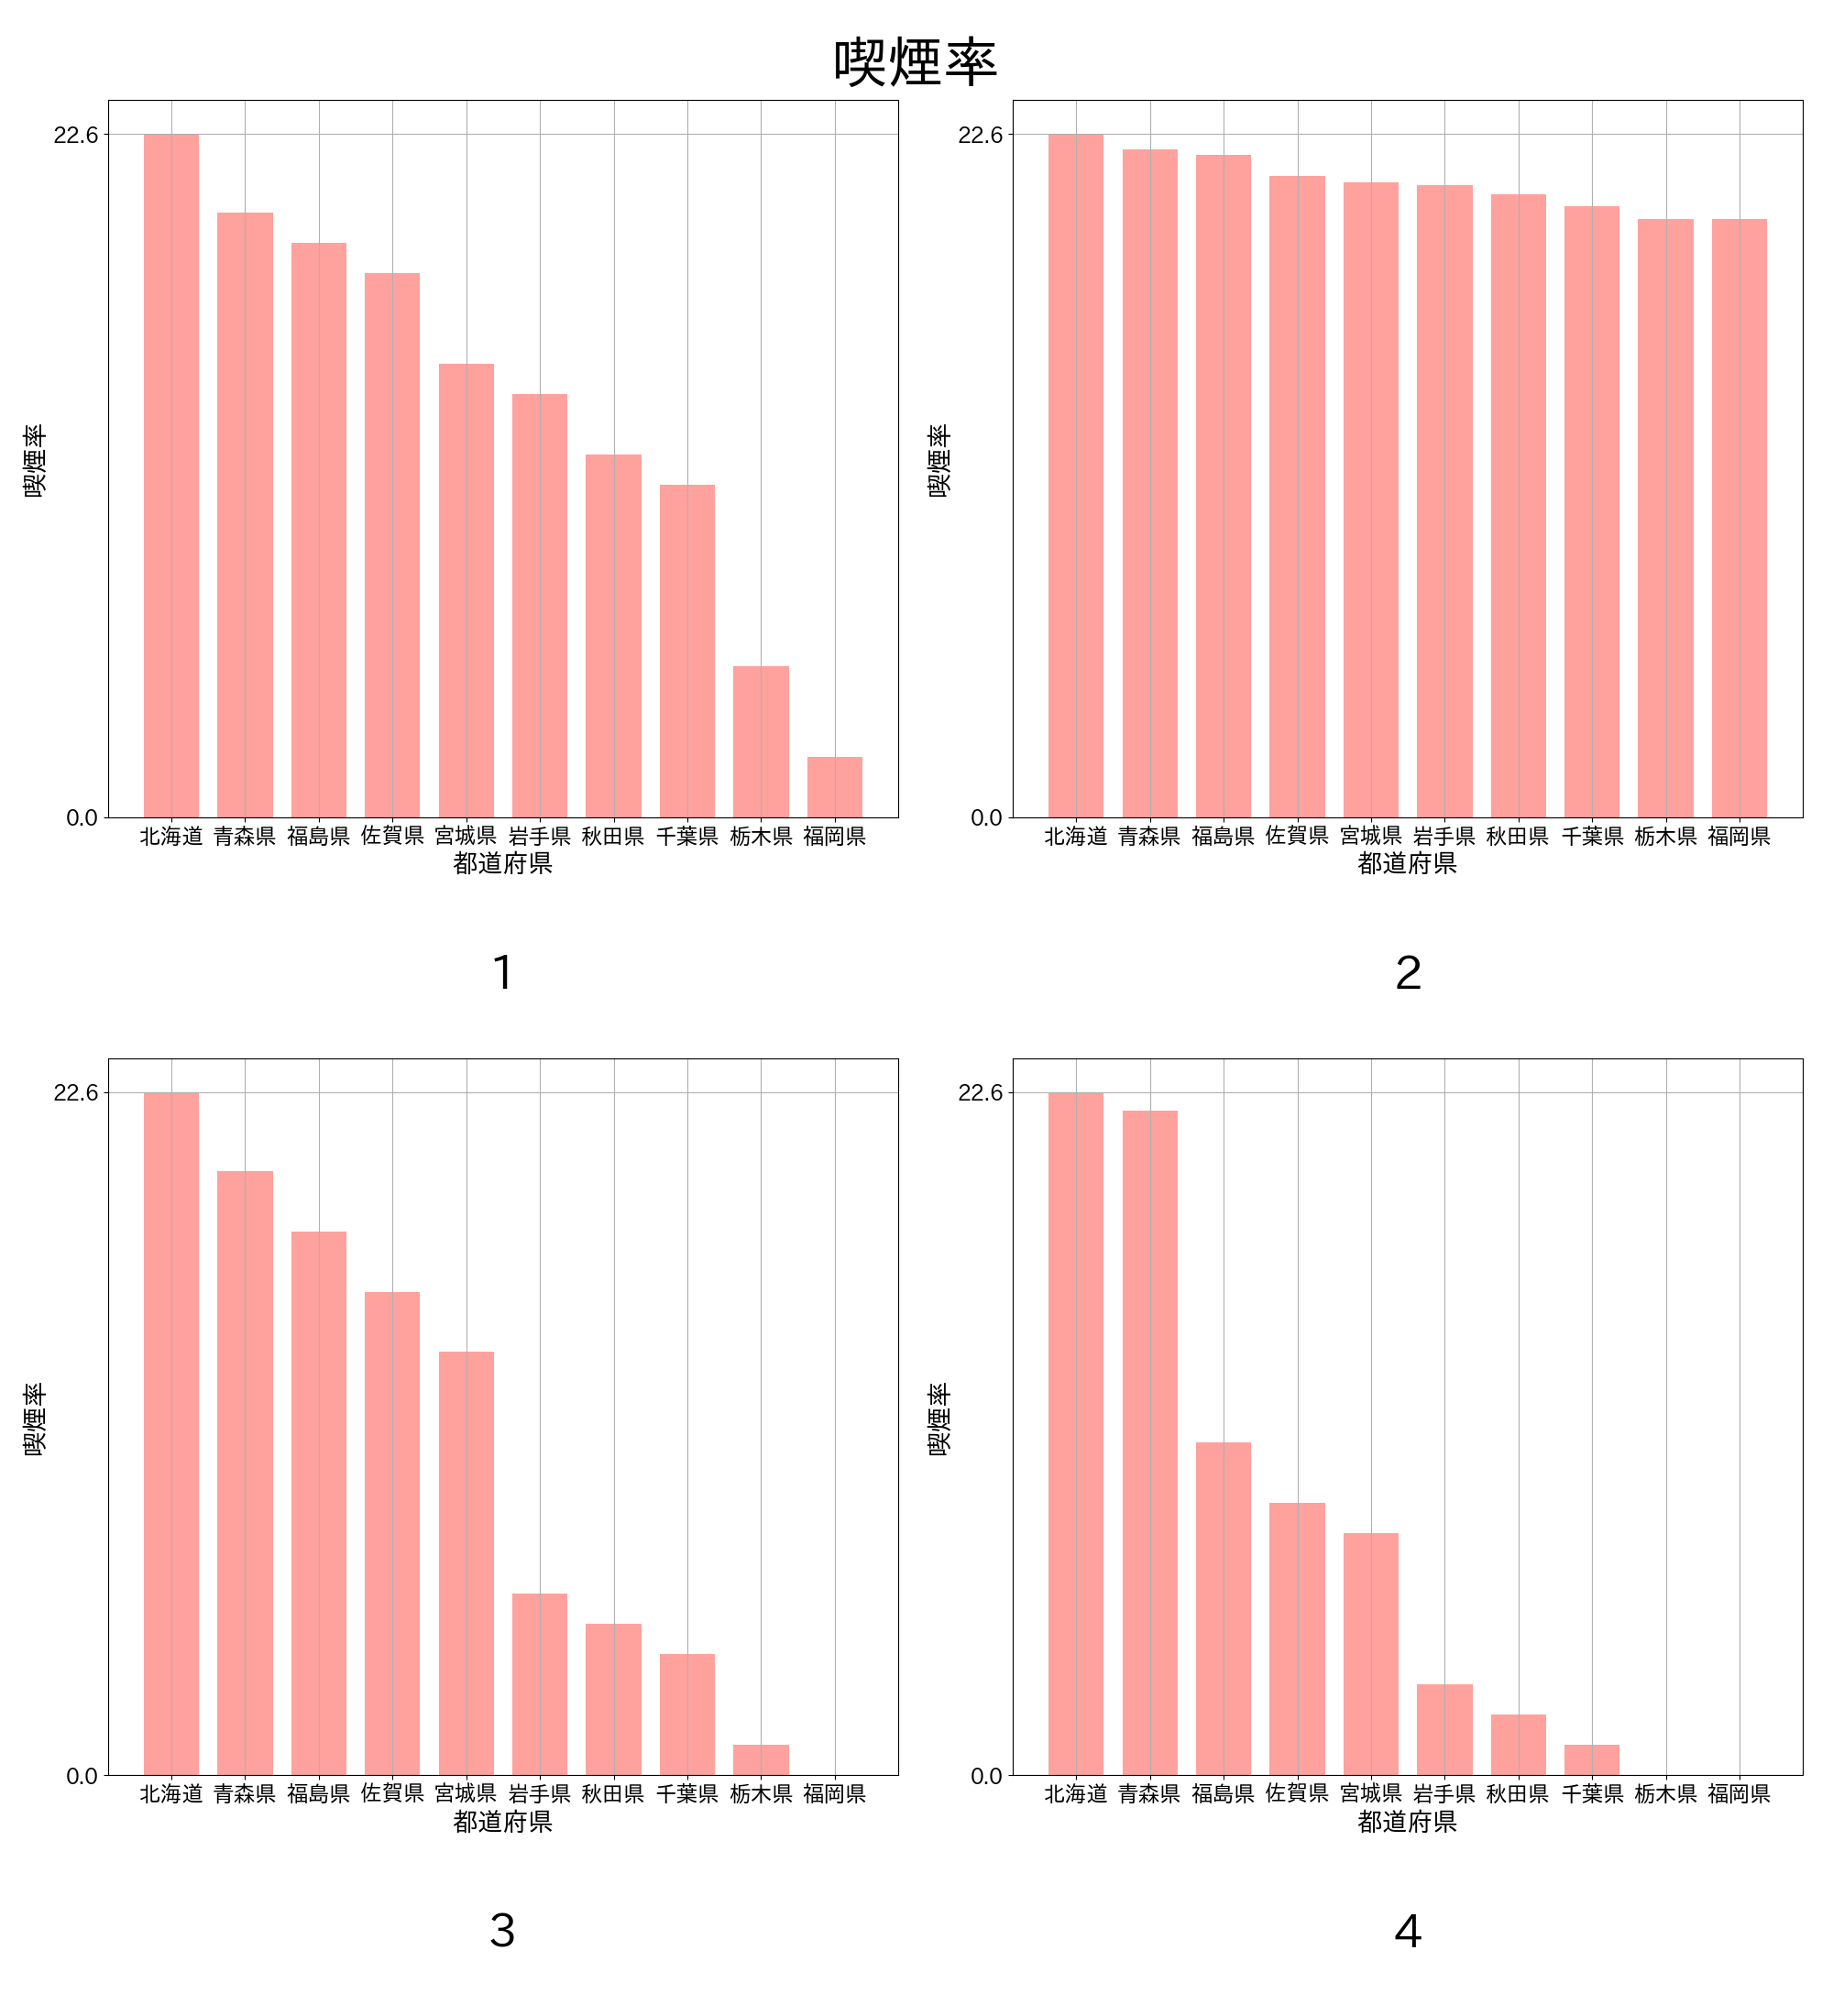 喫煙率
22.6
0.0
喫煙率
北海道 青森県 福島県 佐賀県 宮城県 岩手県 秋田県 千葉県 栃木県 福岡県
都道府県
1
22.6
0.0
喫煙率
北海道 青森県 福島県 佐賀県 宮城県 岩手県 秋田県 千葉県 栃木県 福岡県
都道府県
2
22.6
0.0
喫煙率
北海道 青森県 福島県 佐賀県 宮城県 岩手県 秋田県 千葉県 栃木県 福岡県
都道府県
3
22.6
0.0
喫煙率
北海道 青森県 福島県 佐賀県 宮城県 岩手県 秋田県 千葉県 栃木県 福岡県
都道府県
4